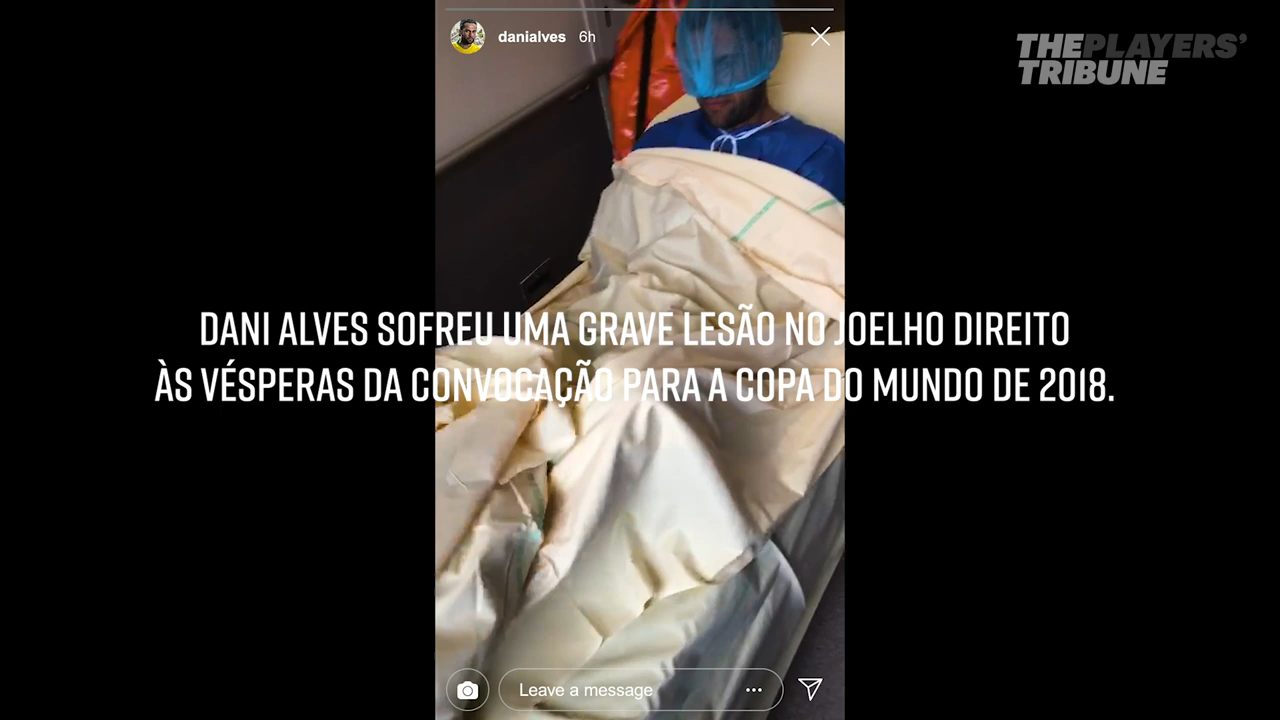 danialves 6h
THEPLAYERS'
TRIBUNE
DANI ALVES SOFREU UMA GRAVE LESÃO NO JOELHO DIREITO
ÀS VÉSPERAS DA CONVOCAÇÃO PARA A COPA DO MUNDO DE 2018.
Leave a message